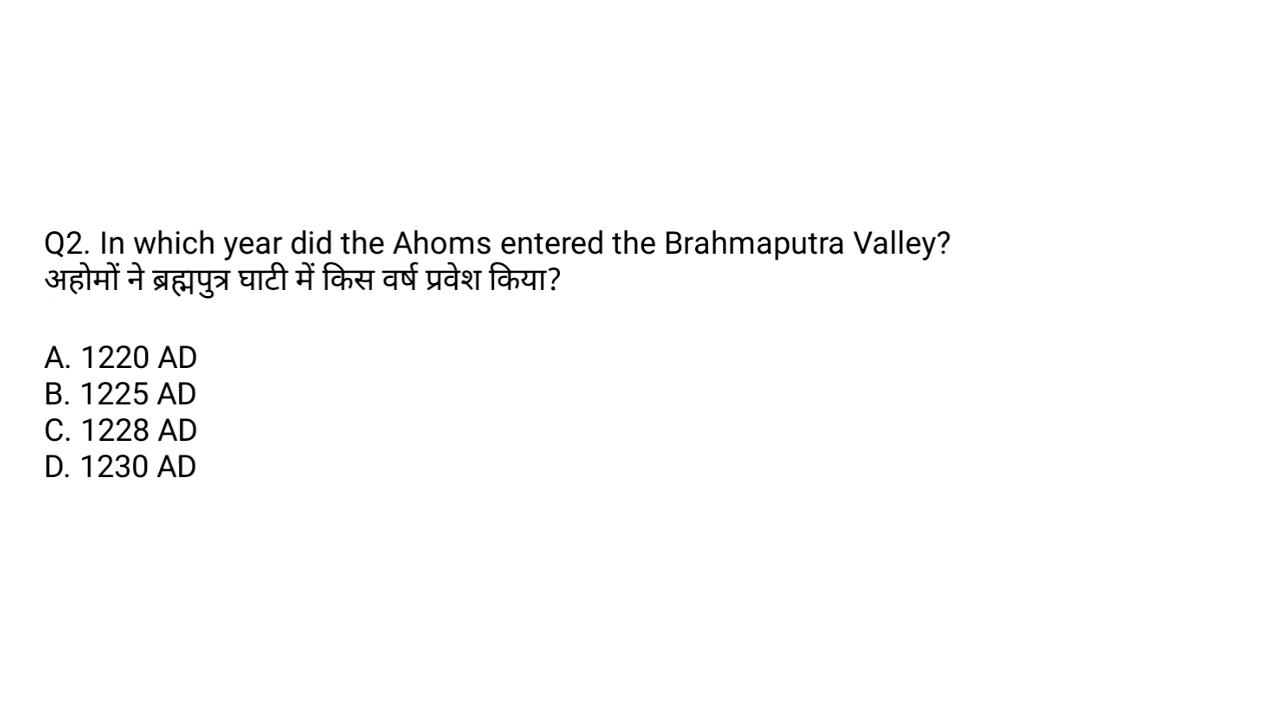 Q2. In which year did the Ahoms entered the Brahmaputra Valley?
अहोमों ने ब्रह्मपुत्र घाटी में किस वर्ष प्रवेश किया?
A. 1220 AD
B. 1225 AD
C. 1228 AD
D. 1230 AD